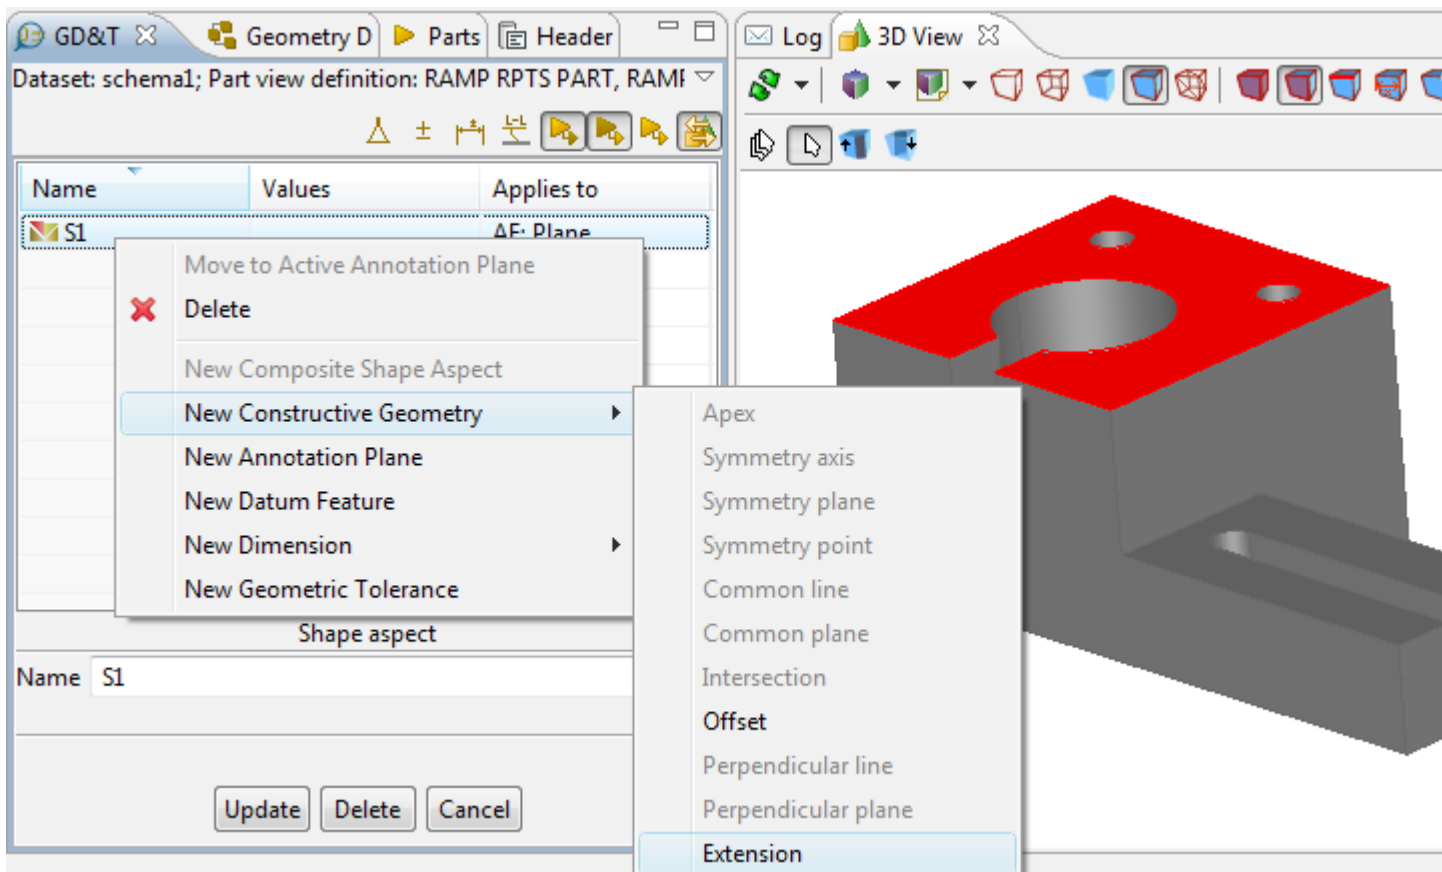 GD&T
Geometry D
Parts
Header
Log
3D View
Dataset: schema1; Part view definition: RAMP RPTS PART, RAMF
Name
Values
Applies to
S1
AF: Plane
Move to Active Annotation Plane
Delete
New Composite Shape Aspect
New Constructive Geometry
New Annotation Plane
New Datum Feature
New Dimension
New Geometric Tolerance
Apex
Symmetry axis
Symmetry plane
Symmetry point
Common line
Common plane
Intersection
Offset
Perpendicular line
Perpendicular plane
Extension
Shape aspect
Name S1
Update
Delete
Cancel